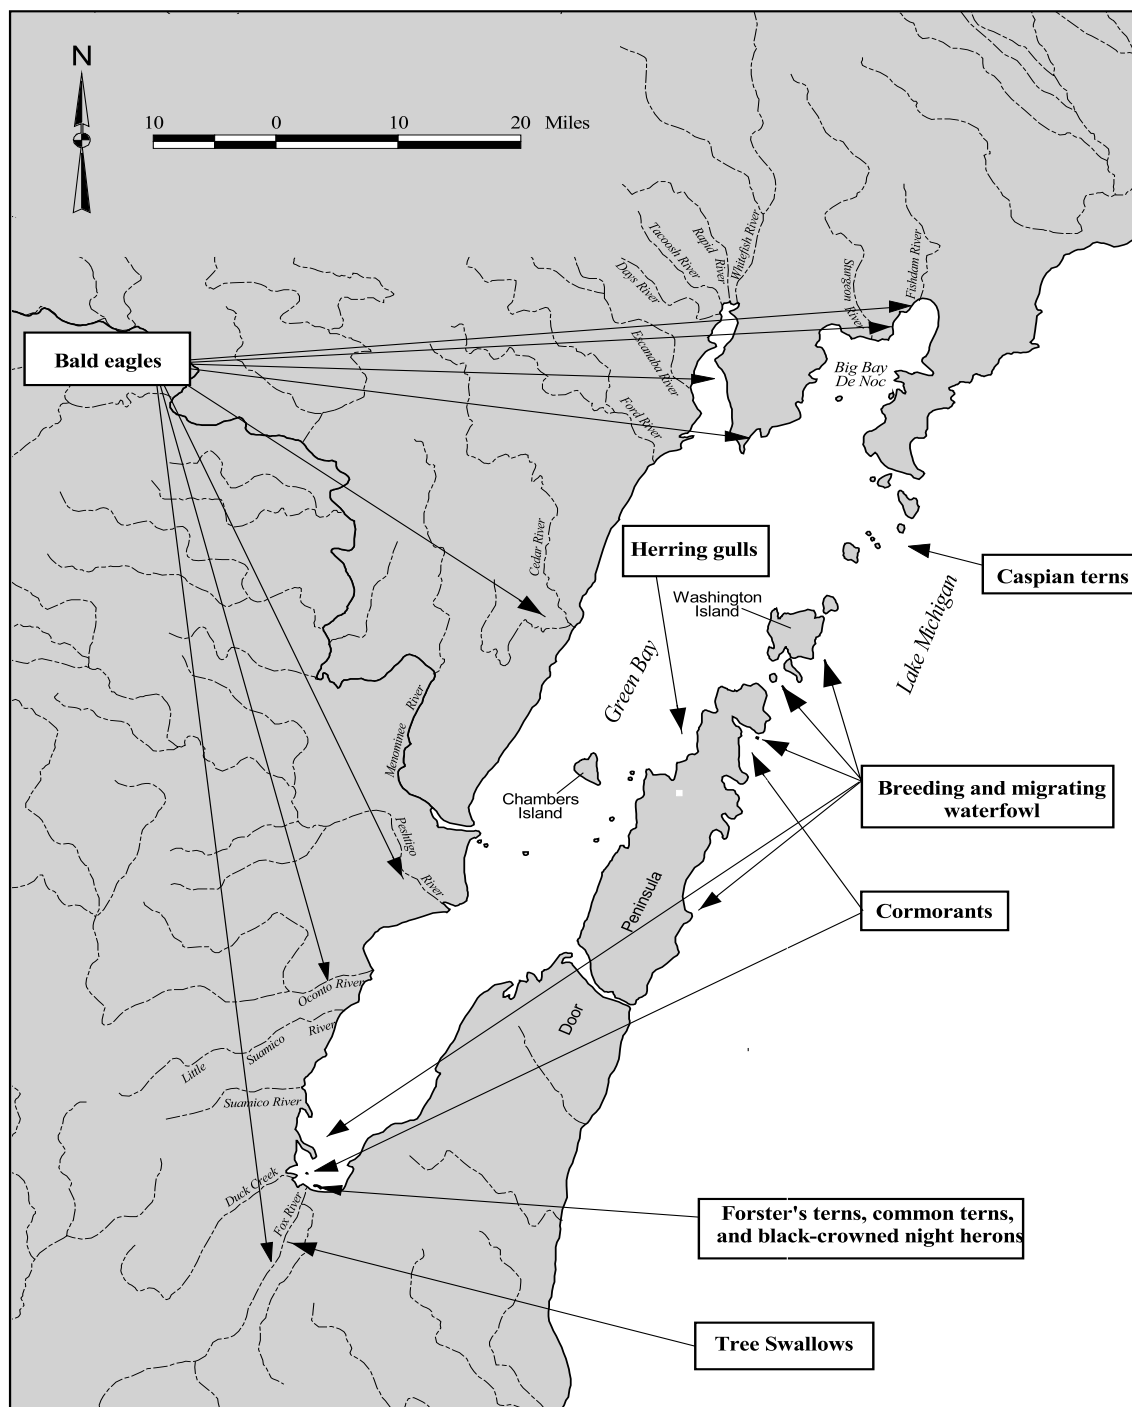 N
10 0 10 20 Miles
Whitefish River
Rapid River
Tacoosh River
Days River
Fishdam River
Sturgeon River
Escanaba River
Bald eagles
Big Bay
De Noc
Ford River
Cedar River
Herring gulls
Caspian terns
Washington
Island
Lake Michigan
Green Bay
Menominee River
Chambers
Island
Breeding and migrating
waterfowl
Peshtigo River
Peninsula
Cormorants
Oconto River
Door
Little Suamico River
Suamico River
Duck Creek
Fox River
Forster's terns, common terns,
and black-crowned night herons
Tree Swallows